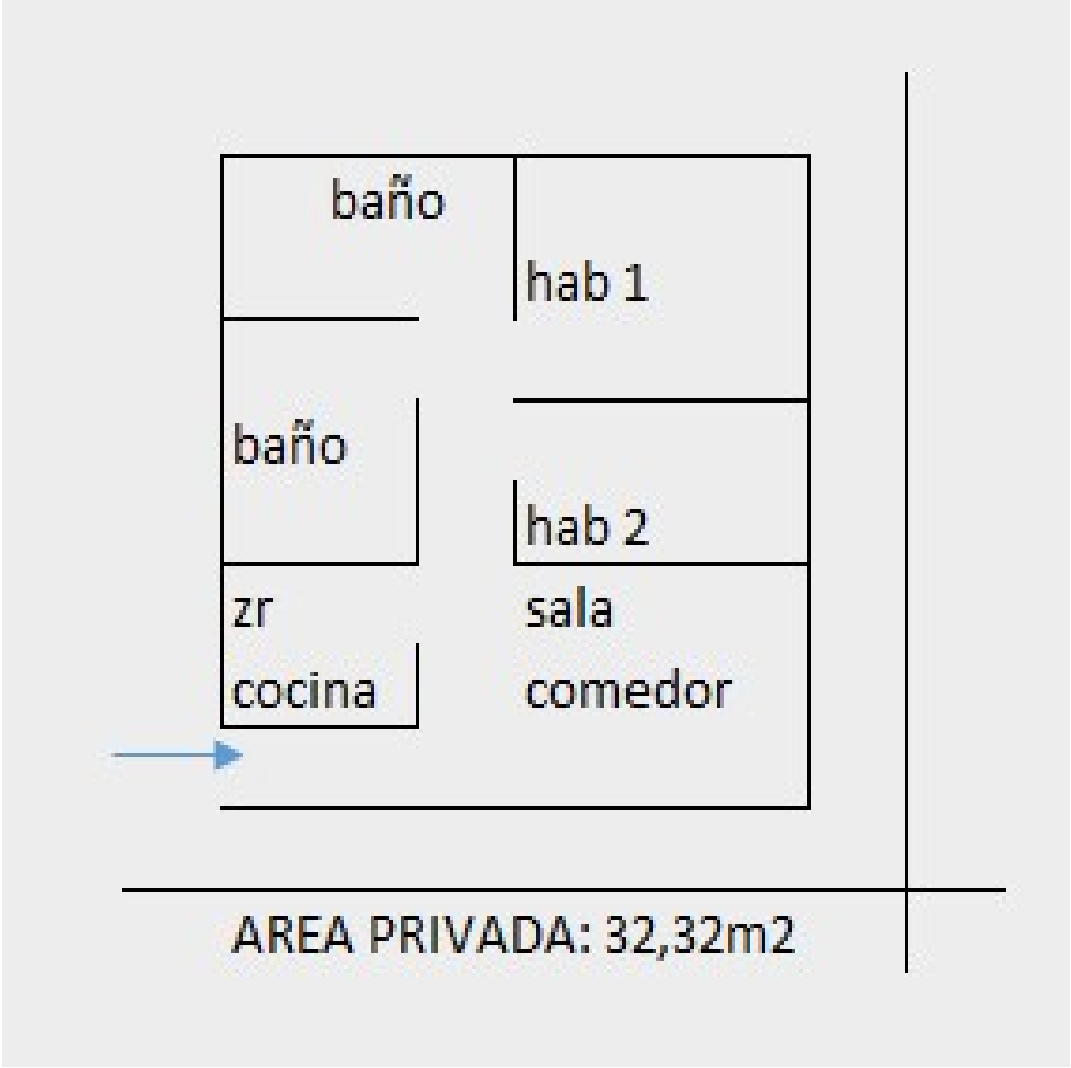 baño
hab 1
baño
hab 2
zr
sala
cocina
comedor
AREA PRIVADA: 32,32m2